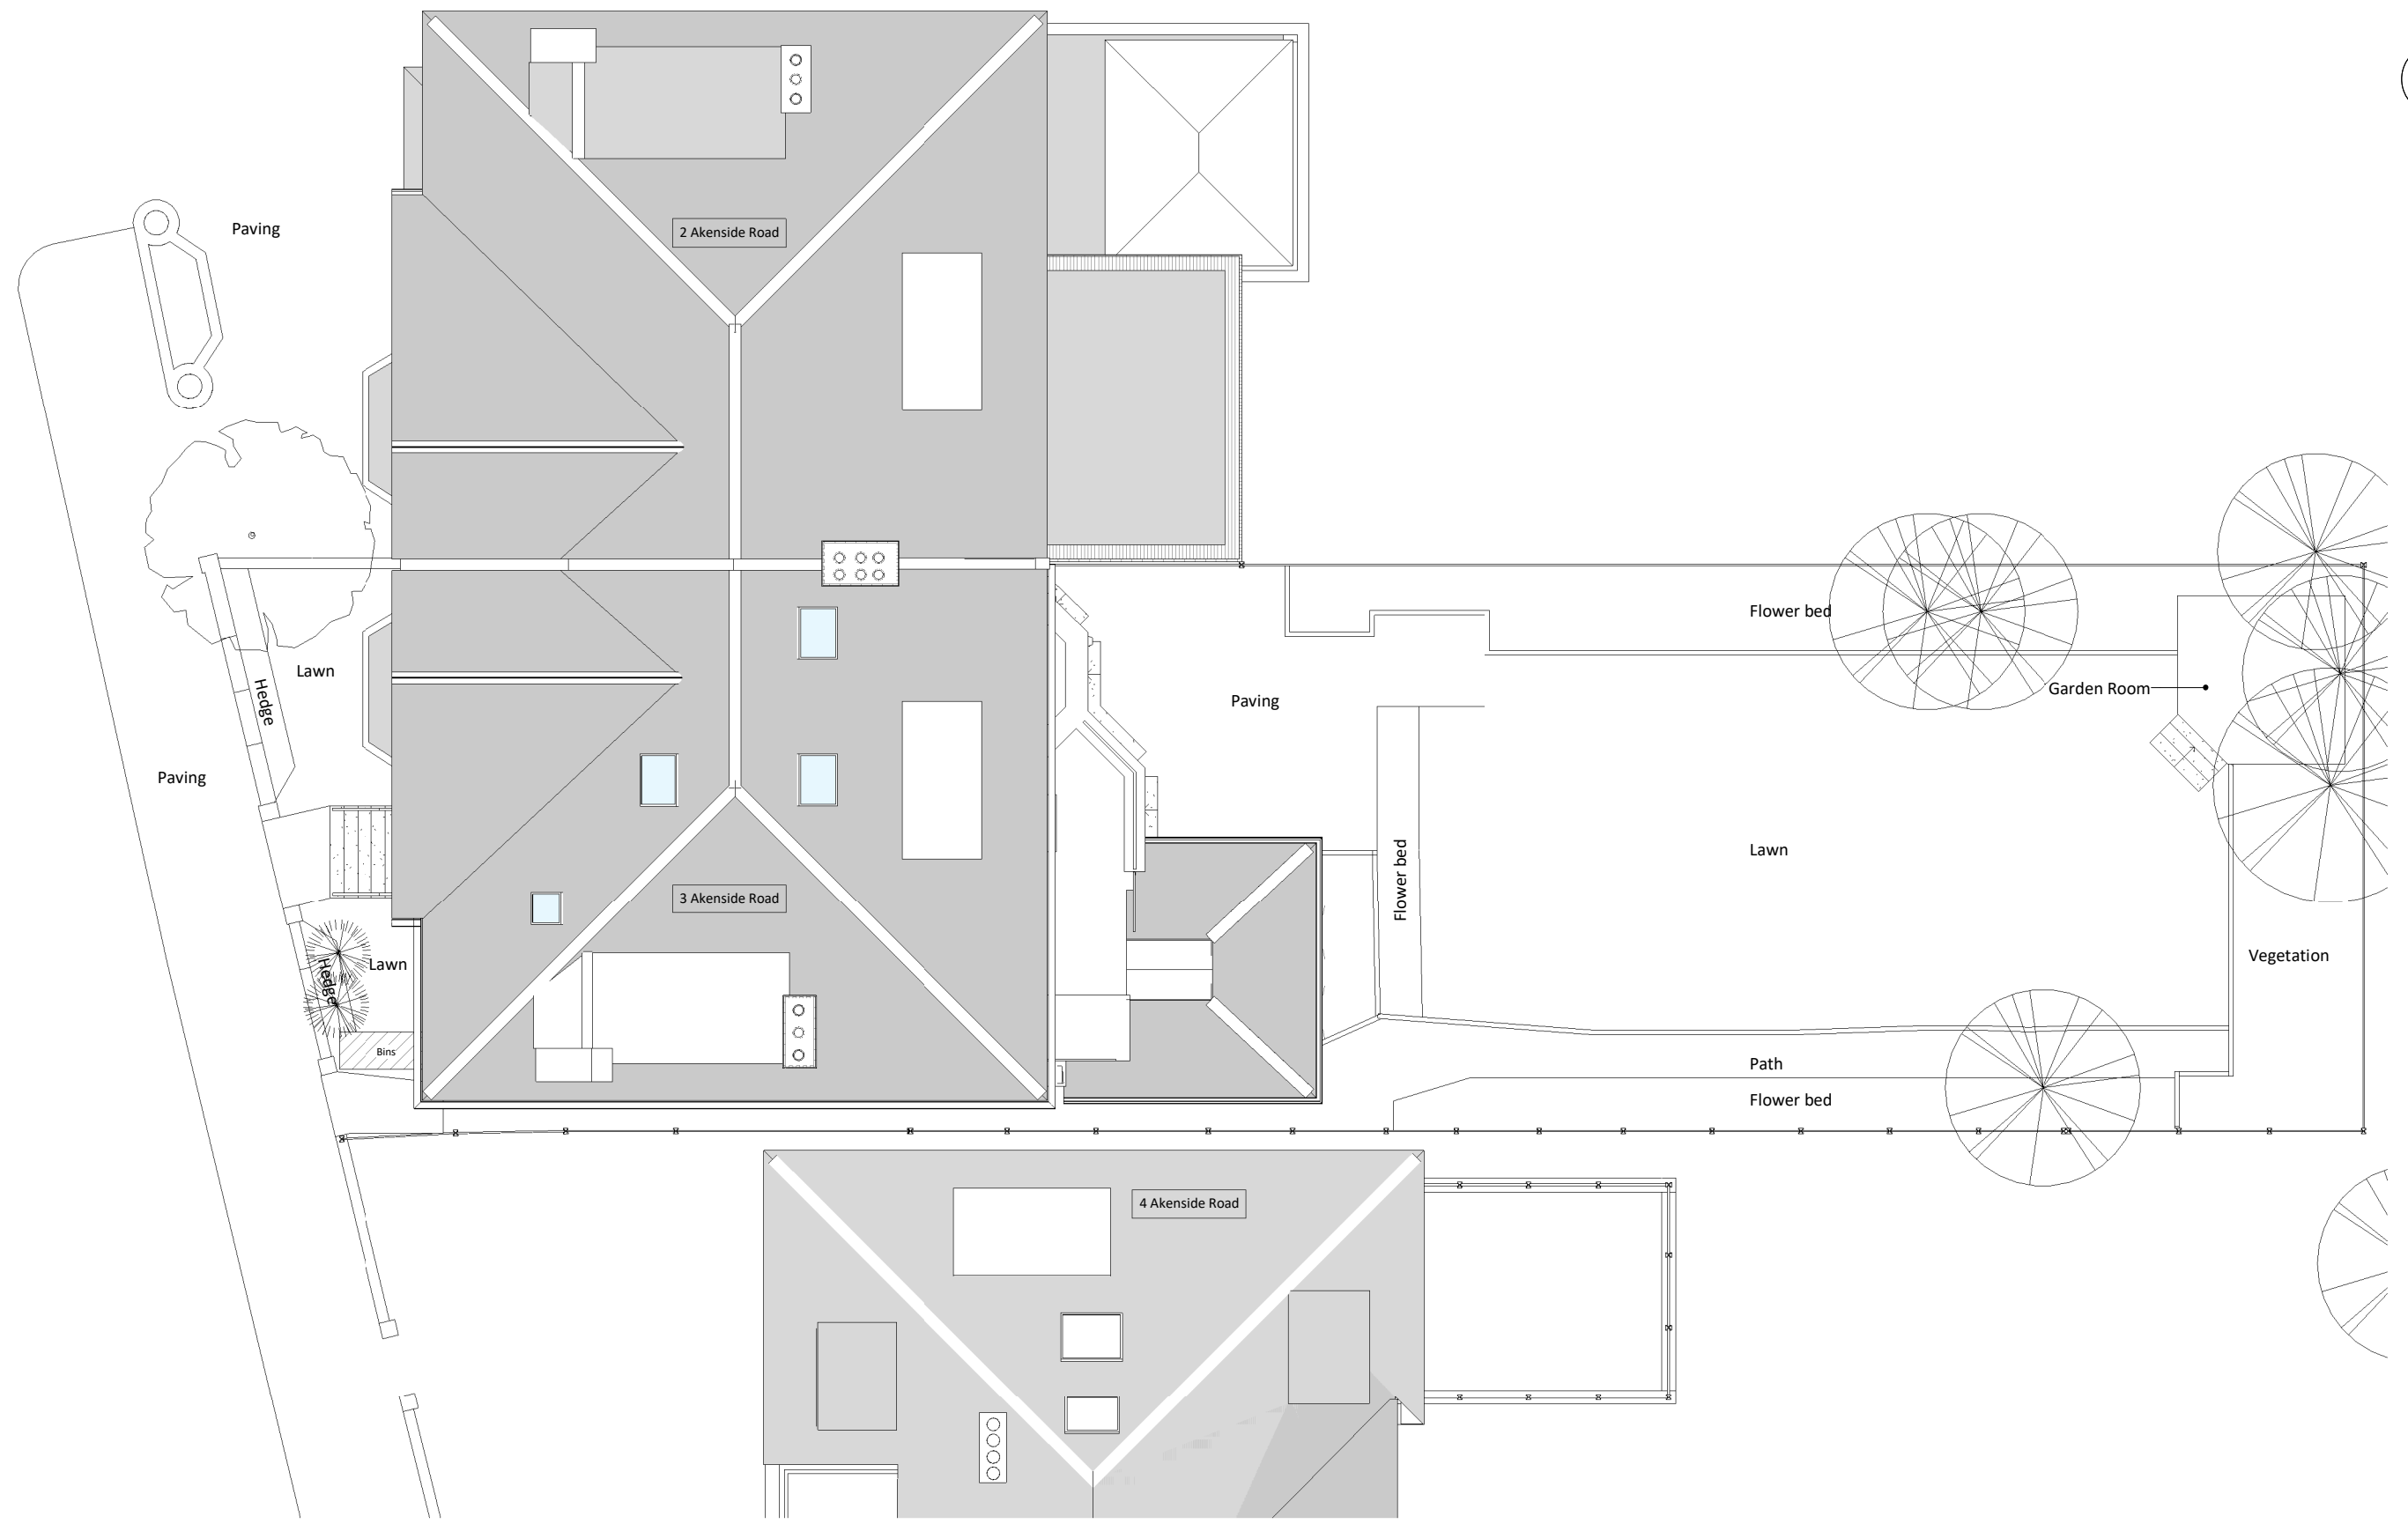 Paving
2 Akenside Road
Flower bed
Lawn
Hedge
Garden Room
Paving
Paving
Lawn
Flower bed
3 Akenside Road
Vegetation
Lawn
Hedge
Bins
Path
Flower bed
4 Akenside Road